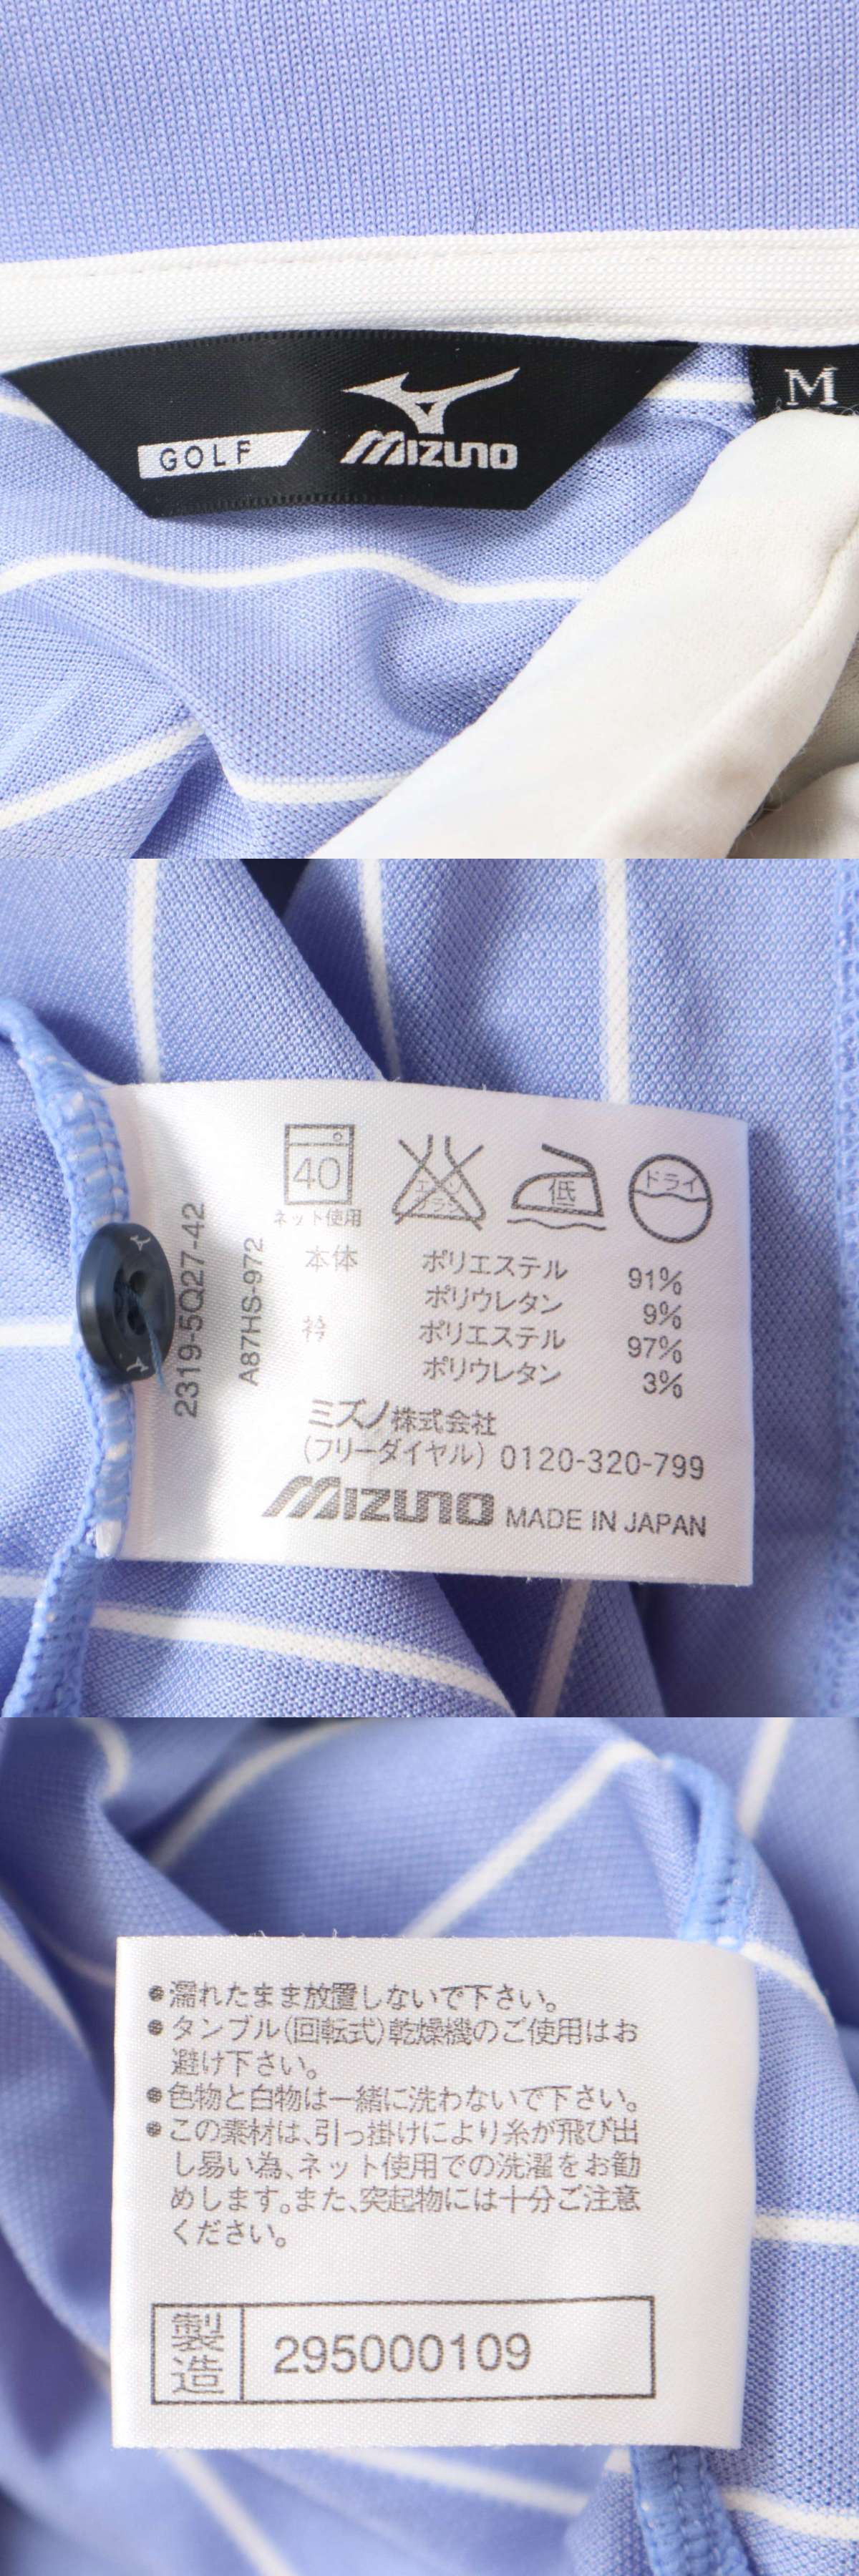 GOLF
MIZUNO
M
40
ネット使用
エンソ
サラシ
低
ドライ
2319-5Q27-42
A87HS-972
本体 ポリエステル 91%
ポリウレタン 9%
衿 ポリエステル 97%
ポリウレタン 3%
ミズノ株式会社
(フリーダイヤル) 0120-320-799
MIZUNO MADE IN JAPAN
●濡れたまま放置しないで下さい。
●タンブル(回転式)乾燥機のご使用はお
避け下さい。
●色物と白物は一緒に洗わないで下さい。
●この素材は、引っ掛けにより糸が飛び出
し易い為、ネット使用での洗濯をお勧
めします。また、突起物には十分ご注意
ください。
製造 295000109